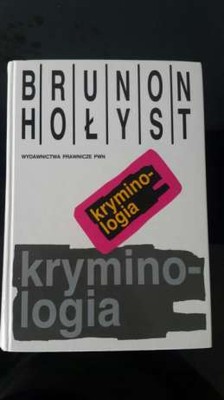 BRUNON
HOŁYST
WYDAWNICTWA PRAWNICZE PWN
krymino-
logia
krymino-
logia